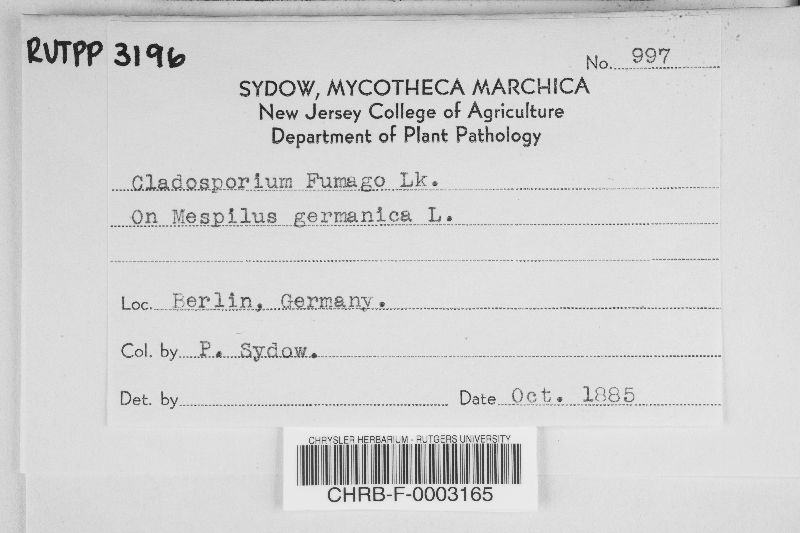 RUTPP 3196
No. 997
SYDOW, MYCOTHECA MARCHICA
New Jersey College of Agriculture
Department of Plant Pathology
Cladosporium Fumago Lk.
On Mespilus germanica L.
Loc. Berlin, Germany.
Col. by P. Sydow.
Det. by
Date Oct. 1885
CHRYSLER HERBARIUM - RUTGERS UNIVERSITY
CHRB-F-0003165